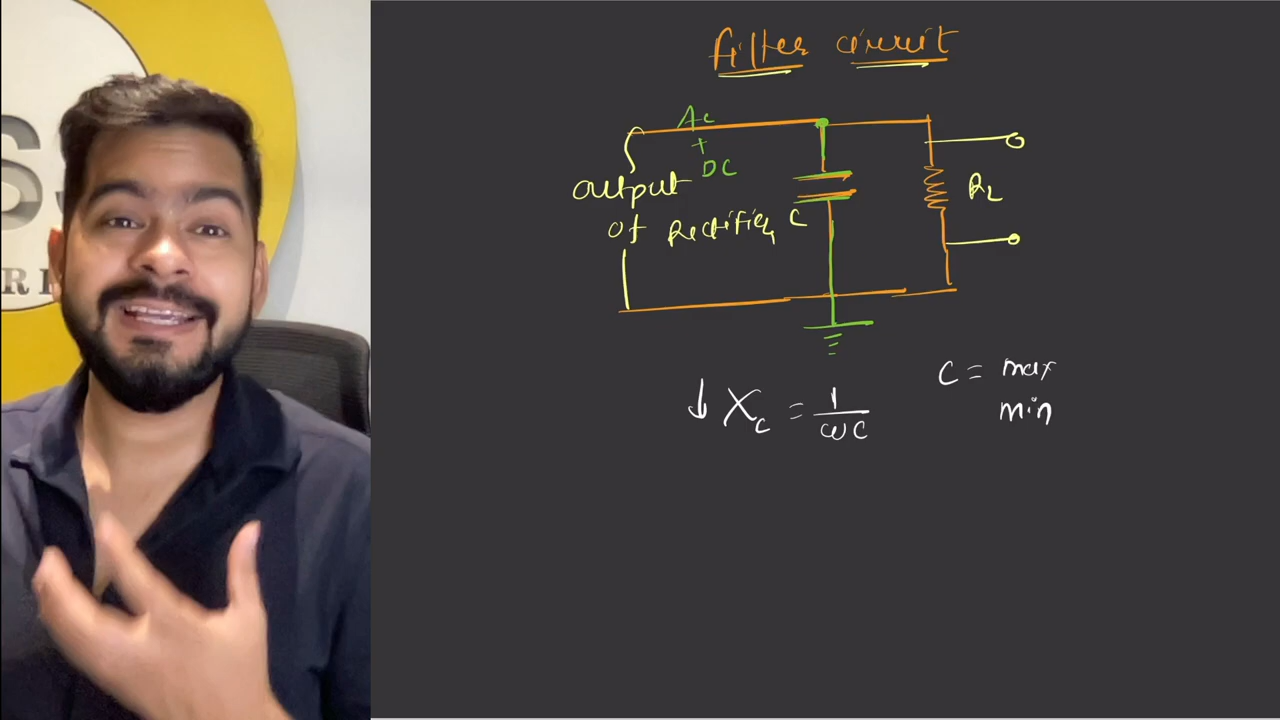 filter circuit
Ac
+
DC
output
of Rectifier
C
RL
↓ Xc = 1/ωC
C = max
min